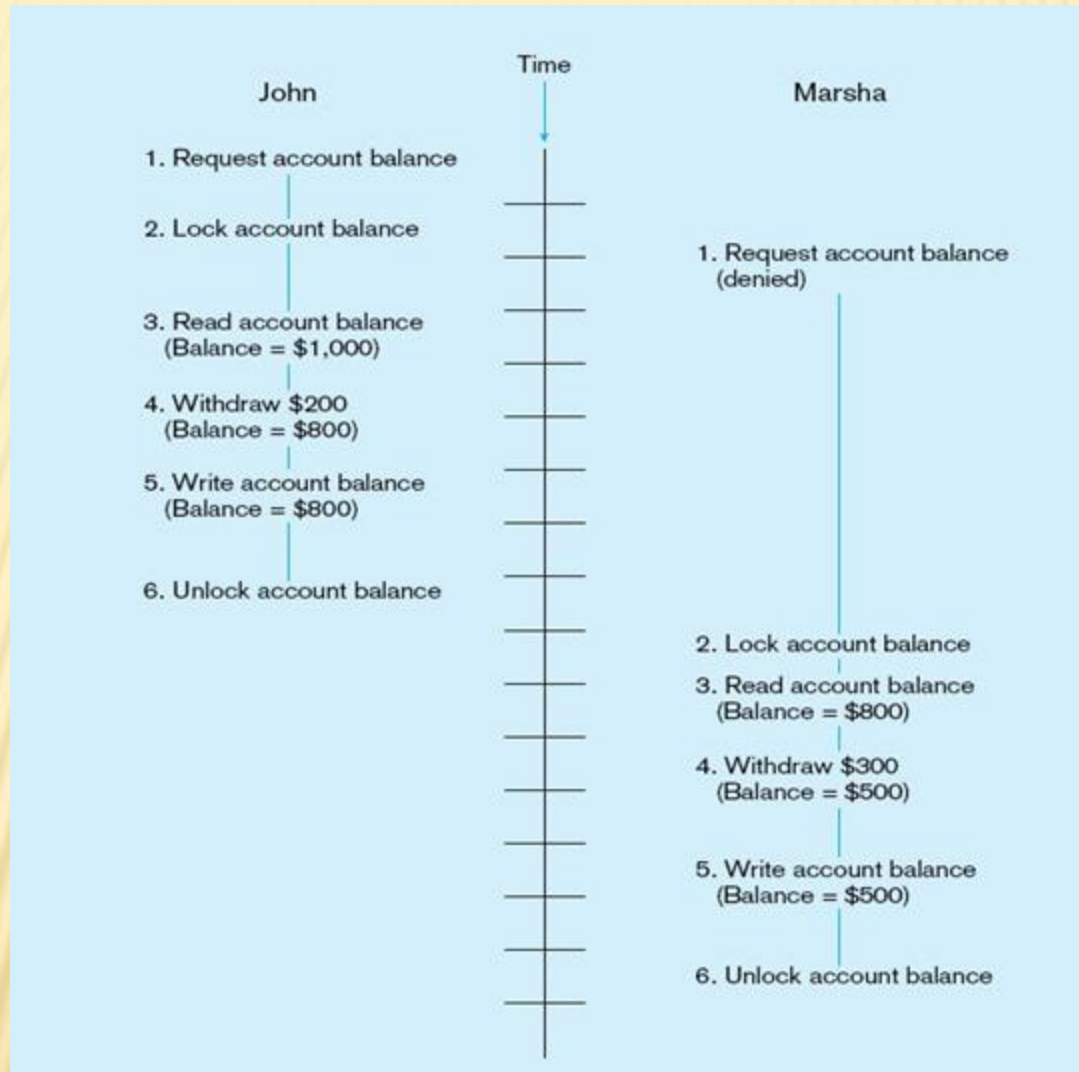 Time
John
Marsha
1. Request account balance
2. Lock account balance
3. Read account balance
(Balance = $1,000)
4. Withdraw $200
(Balance = $800)
5. Write account balance
(Balance = $800)
6. Unlock account balance
1. Request account balance
(denied)
2. Lock account balance
3. Read account balance
(Balance = $800)
4. Withdraw $300
(Balance = $500)
5. Write account balance
(Balance = $500)
6. Unlock account balance